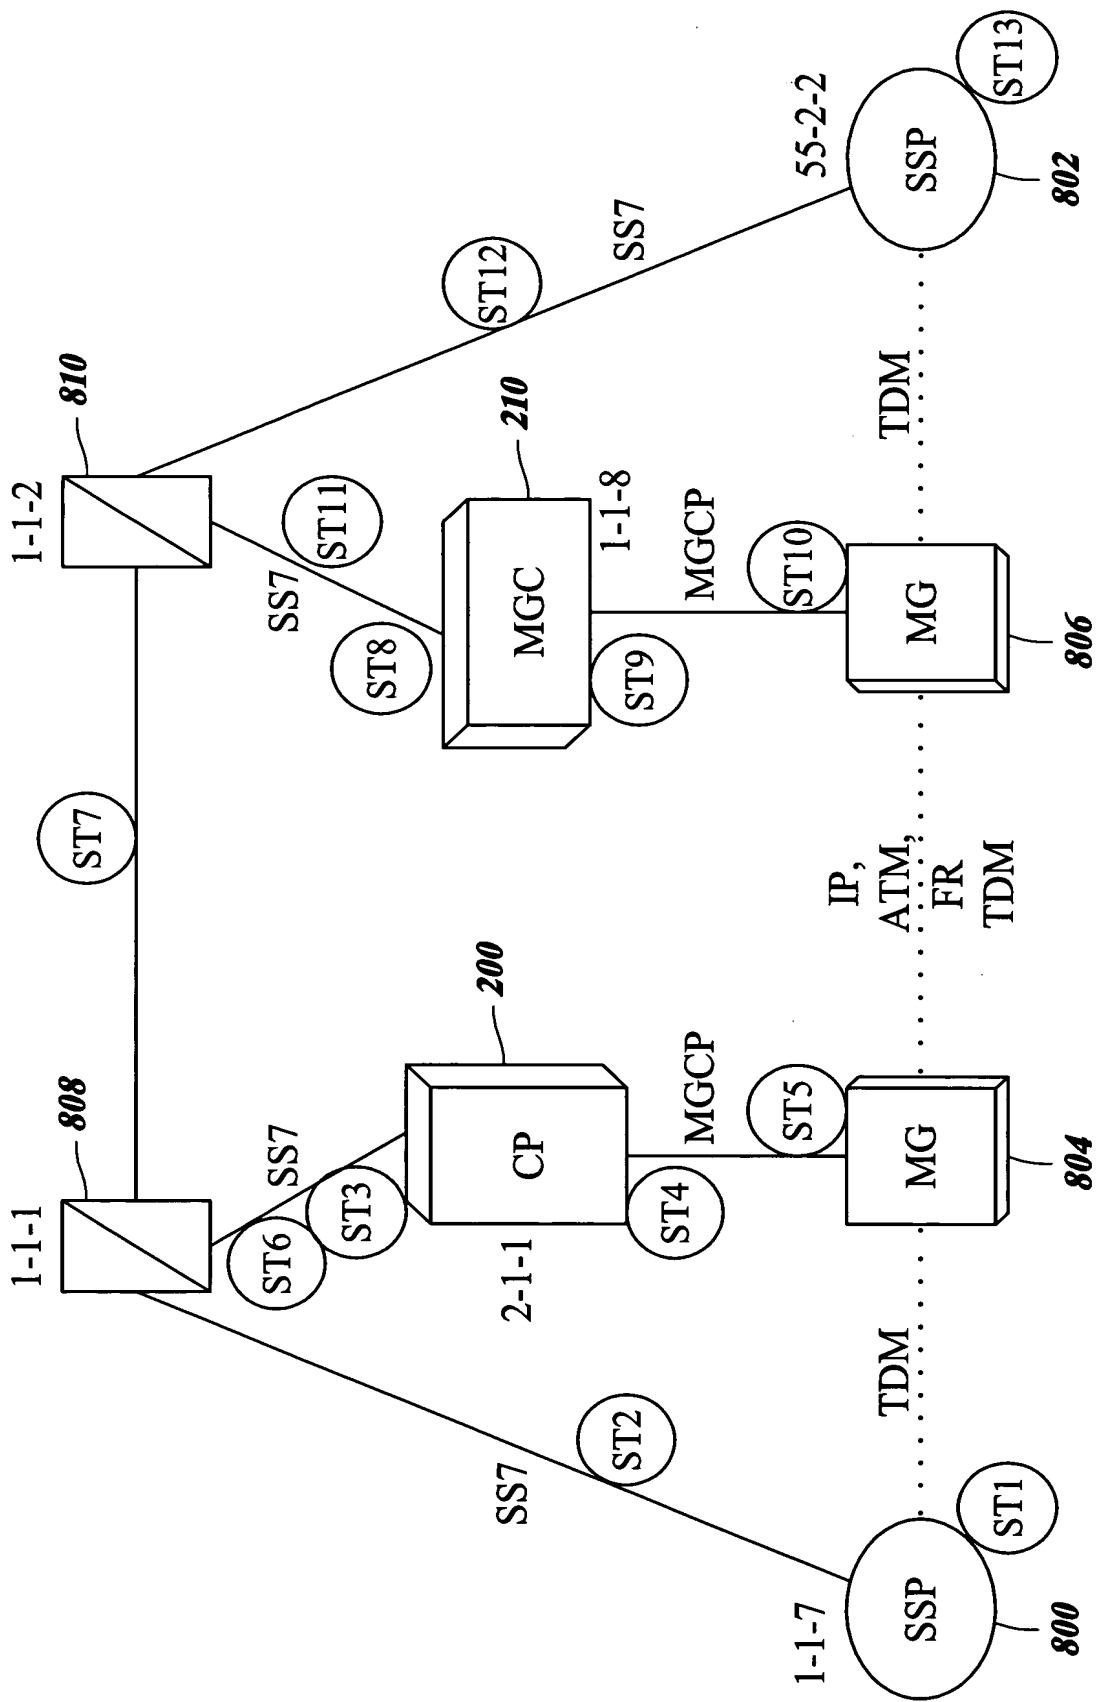 1-1-1
1-1-2
808
ST7
810
ST6
SS7
SS7
ST3
ST11
ST8
200
ST12
SS7
2-1-1
CP
MGC
210
ST2
1-1-8
SS7
ST9
ST4
MGCP
MGCP
ST5
ST10
1-1-7
55-2-2
IP,
TDM
ATM,
TDM
SSP
MG
MG
SSP
FR
TDM
ST1
ST13
800
804
806
802